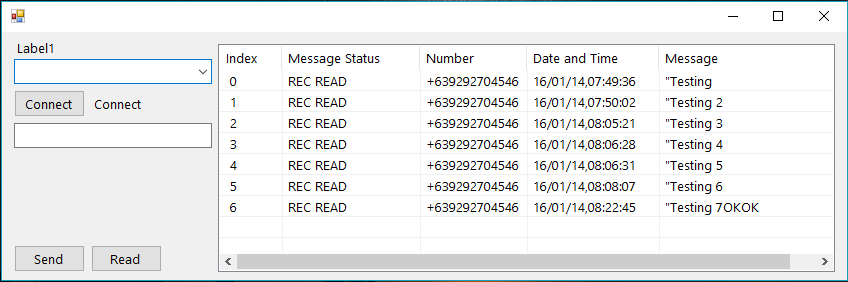 Label1
Connect Connect
Send Read
Index Message Status Number Date and Time Message
0 REC READ +639292704546 16/01/14,07:49:36 "Testing
1 REC READ +639292704546 16/01/14,07:50:02 "Testing 2
2 REC READ +639292704546 16/01/14,08:05:21 "Testing 3
3 REC READ +639292704546 16/01/14,08:06:28 "Testing 4
4 REC READ +639292704546 16/01/14,08:06:31 "Testing 5
5 REC READ +639292704546 16/01/14,08:08:07 "Testing 6
6 REC READ +639292704546 16/01/14,08:22:45 "Testing 7OKOK